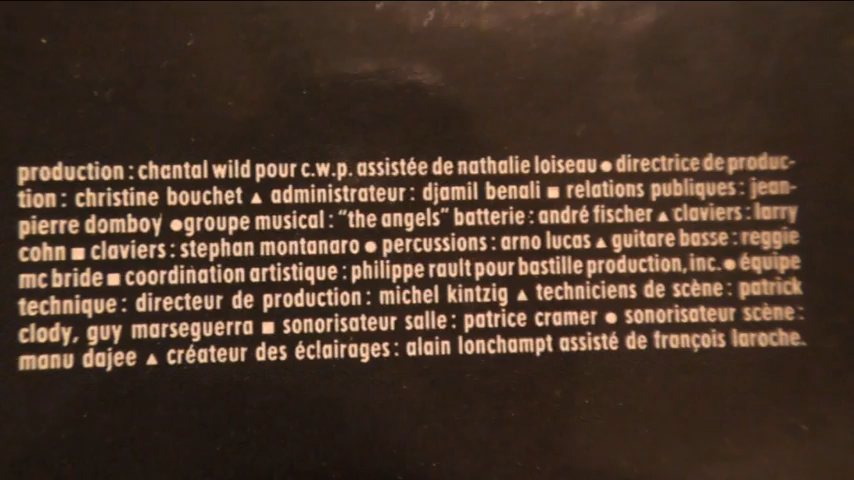 production : chantal wild pour c.w.p. assistée de nathalie loiseau ● directrice de produc-
tion : christine bouchet ▲ administrateur : djamil benali ■ relations publiques : jean-
pierre domboy ●groupe musical : "the angels" batterie : andré fischer ▲ claviers : larry
cohn ■ claviers : stephan montanaro ● percussions : arno lucas ▲ guitare basse : reggie
mc bride ■ coordination artistique : philippe rault pour bastille production, inc. ● équipe
technique : directeur de production : michel kintzig ▲ techniciens de scène : patrick
clody, guy marseguerra ■ sonorisateur salle : patrice cramer ● sonorisateur scène :
manu dajee ▲ créateur des éclairages : alain lonchampt assisté de françois laroche.